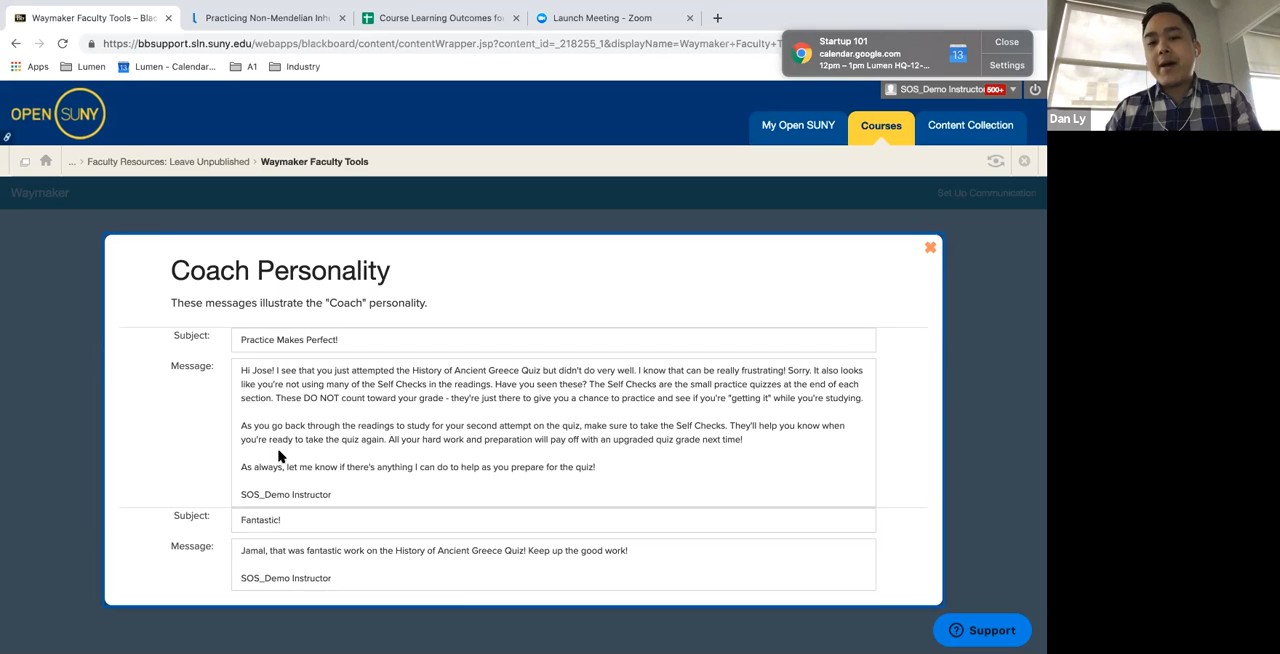 Waymaker Faculty Tools – Blac
Practicing Non-Mendelian Inh
Course Learning Outcomes for
Launch Meeting - Zoom
https://bbsupport.sln.suny.edu/webapps/blackboard/content/contentWrapper.jsp?content_id=_218255_1&displayName=Waymaker+Faculty+T
Apps
Lumen
Lumen - Calendar...
A1
Industry
Startup 101
calendar.google.com
12pm – 1pm Lumen HQ-12-...
13
Close
Settings
Dan Ly
SOS_Demo Instructo
500+
OPEN SUNY
My Open SUNY
Courses
Content Collection
... > Faculty Resources: Leave Unpublished > Waymaker Faculty Tools
Waymaker
Set Up Communication
Coach Personality
These messages illustrate the "Coach" personality.
Subject:
Practice Makes Perfect!
Message:
Hi Jose! I see that you just attempted the History of Ancient Greece Quiz but didn't do very well. I know that can be really frustrating! Sorry. It also looks
like you're not using many of the Self Checks in the readings. Have you seen these? The Self Checks are the small practice quizzes at the end of each
section. These DO NOT count toward your grade - they're just there to give you a chance to practice and see if you're "getting it" while you're studying.
As you go back through the readings to study for your second attempt on the quiz, make sure to take the Self Checks. They'll help you know when
you're ready to take the quiz again. All your hard work and preparation will pay off with an upgraded quiz grade next time!
As always, let me know if there's anything I can do to help as you prepare for the quiz!
SOS_Demo Instructor
Subject:
Fantastic!
Message:
Jamal, that was fantastic work on the History of Ancient Greece Quiz! Keep up the good work!
SOS_Demo Instructor
Support